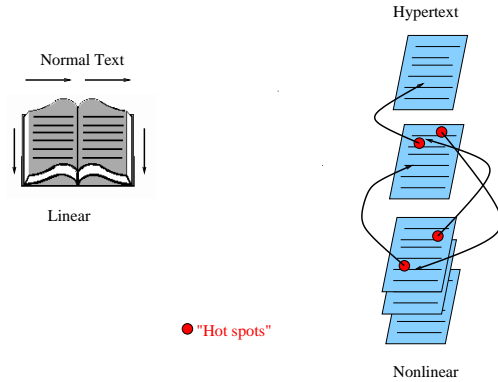 Hypertext
Normal Text
Linear
"Hot spots"
Nonlinear